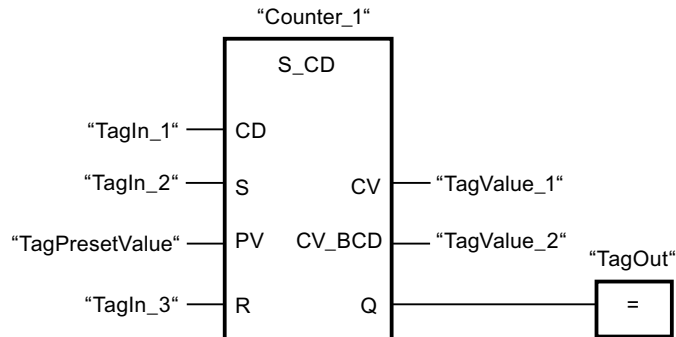 “Counter_1“
S_CD
“TagIn_1“ CD
“TagIn_2“ S CV “TagValue_1“
“TagPresetValue“ PV CV_BCD “TagValue_2“
“TagOut“
“TagIn_3“ R Q =